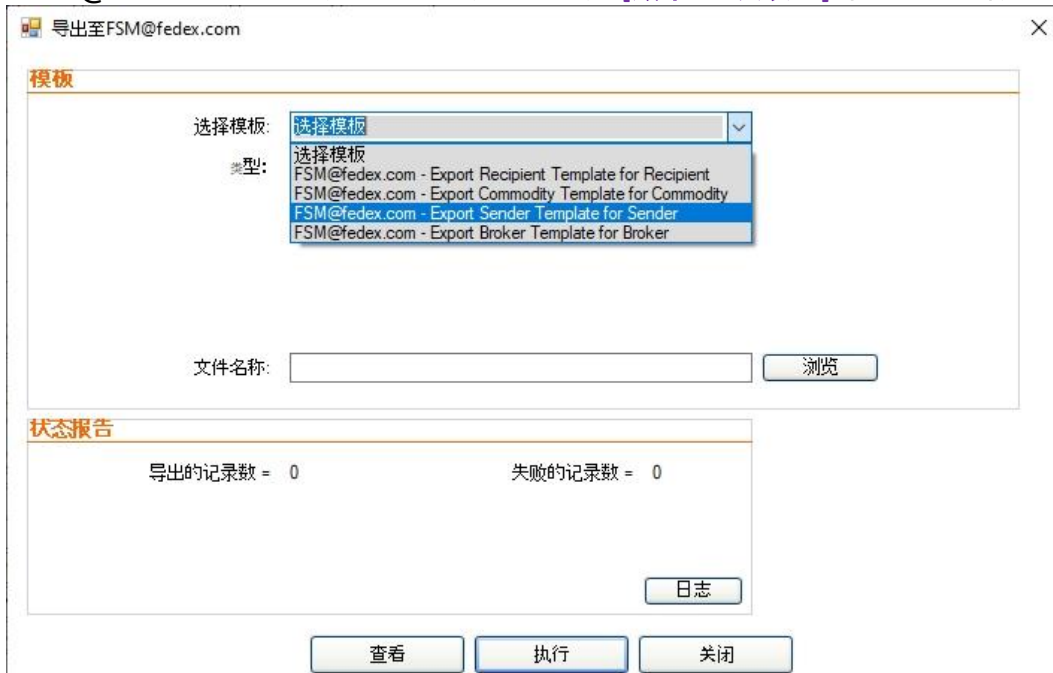 导出至FSM@fedex.com
模板
选择模板: 选择模板
类型: 选择模板
FSM@fedex.com - Export Recipient Template for Recipient
FSM@fedex.com - Export Commodity Template for Commodity
FSM@fedex.com - Export Sender Template for Sender
FSM@fedex.com - Export Broker Template for Broker
文件名称: 浏览
状态报告
导出的记录数 = 0 失败的记录数 = 0
日志
查看 执行 关闭